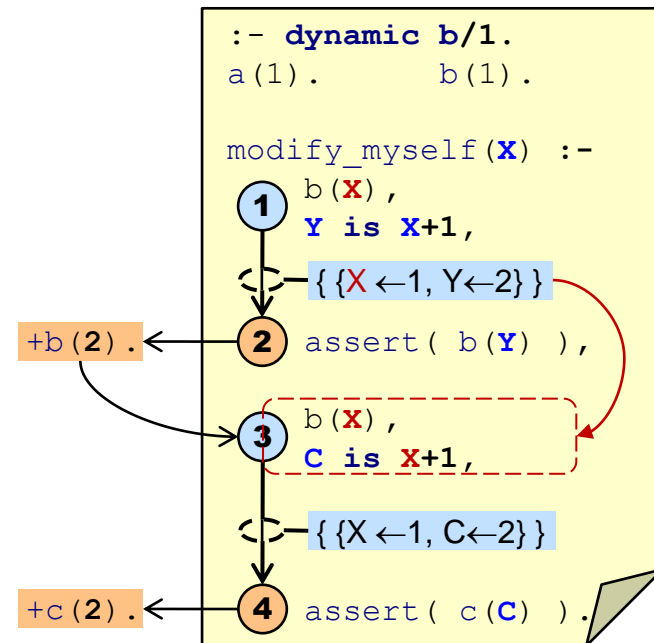 :- dynamic b/1.
a(1). b(1).
modify_myself(X) :-
1 b(X),
Y is X+1,
{ {X ←1, Y←2} }
+b(2). 2 assert( b(Y) ),
3 b(X),
C is X+1,
{ {X ←1, C←2} }
+c(2). 4 assert( c(C) ).